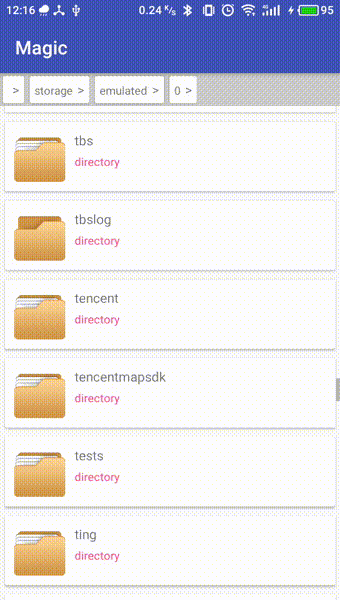 12:16 0.24 K/s 95
Magic
> storage > emulated > 0 >
tbs
directory
tbslog
directory
tencent
directory
tencentmapsdk
directory
tests
directory
ting
directory